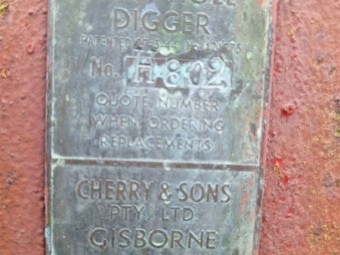 DIGGER
No. H 802
QUOTE NUMBER
WHEN ORDERING
REPLACEMENTS
CHERRY & SONS
PTY. LTD
GISBORNE